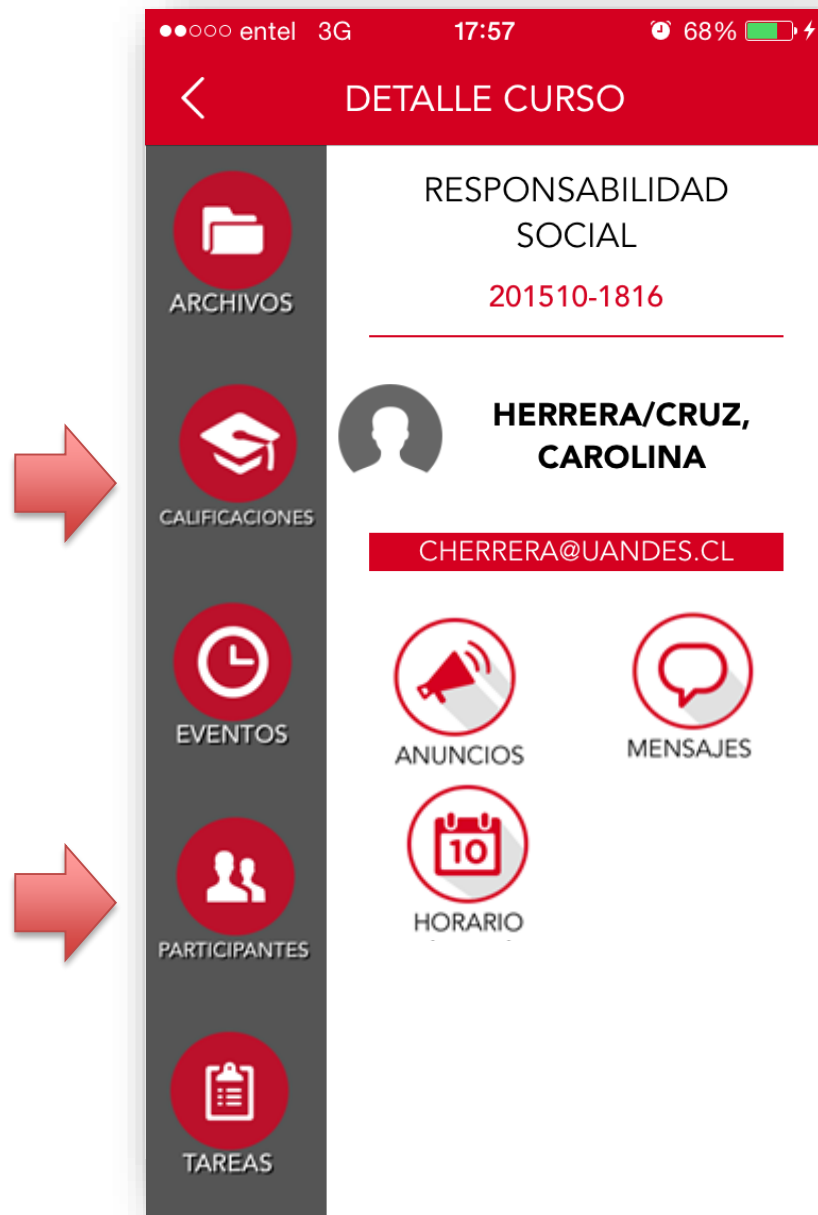 entel 3G 17:57 68%
DETALLE CURSO
RESPONSABILIDAD
SOCIAL
201510-1816
HERRERA/CRUZ,
CAROLINA
CHERRERA@UANDES.CL
ARCHIVOS
CALIFICACIONES
EVENTOS
PARTICIPANTES
TAREAS
ANUNCIOS
MENSAJES
10
HORARIO